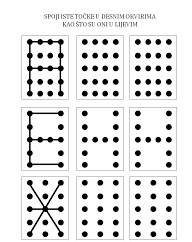 SPOJI ISTE TOČKE U DESNIM OKVIRIMA
KAO ŠTO SU ONI U LIJEVIM